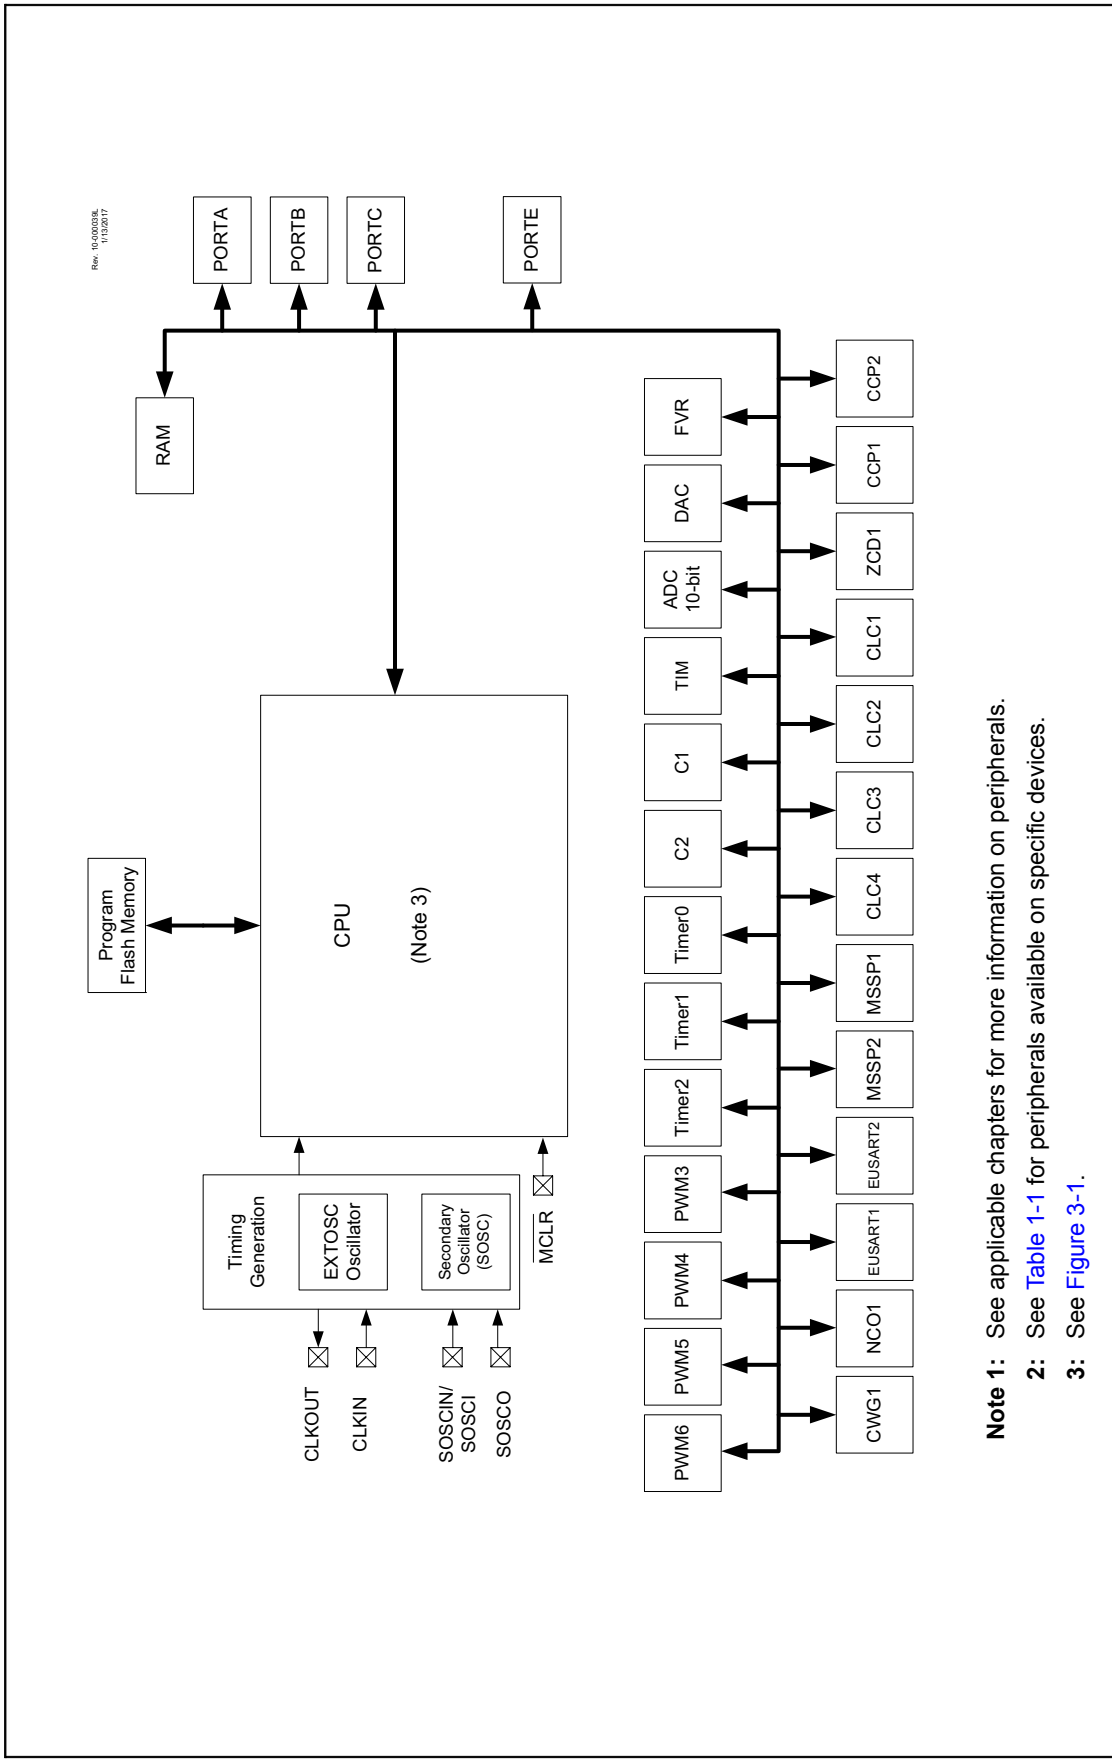 Rev. 10-000039L
1/13/2017
Program
Flash Memory
RAM
PORTA
PORTB
PORTC
PORTE
CPU
(Note 3)
Timing
Generation
EXTOSC
Oscillator
Secondary
Oscillator
(SOSC)
CLKOUT
CLKIN
SOSCIN/
SOSCI
SOSCO
MCLR
PWM6
PWM5
PWM4
PWM3
Timer2
Timer1
Timer0
C2
C1
TIM
ADC
10-bit
DAC
FVR
CWG1
NCO1
EUSART1
EUSART2
MSSP2
MSSP1
CLC4
CLC3
CLC2
CLC1
ZCD1
CCP1
CCP2
Note 1: See applicable chapters for more information on peripherals.
2: See Table 1-1 for peripherals available on specific devices.
3: See Figure 3-1.